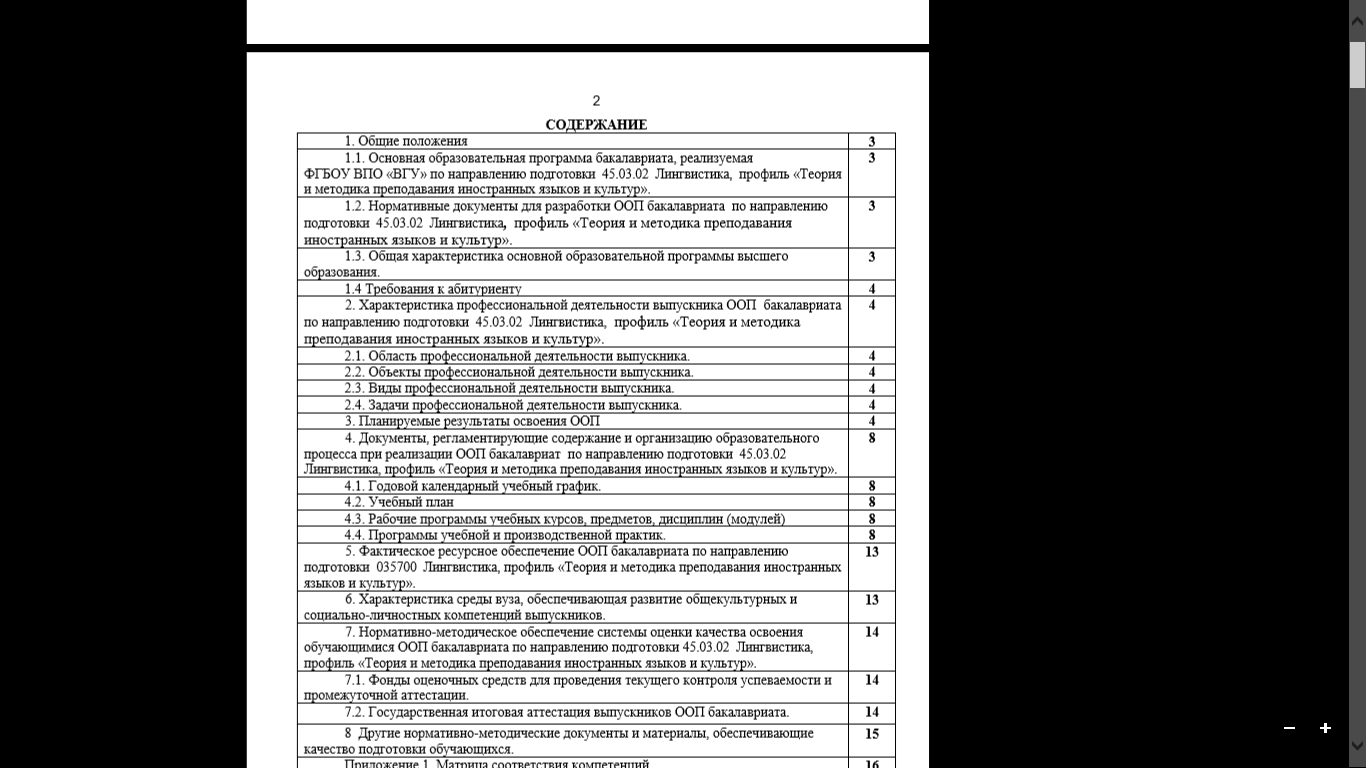 2
СОДЕРЖАНИЕ
1. Общие положения 3
1.1. Основная образовательная программа бакалавриата, реализуемая 3
ФГБОУ ВПО «ВГУ» по направлению подготовки 45.03.02 Лингвистика, профиль «Теория
и методика преподавания иностранных языков и культур».
1.2. Нормативные документы для разработки ООП бакалавриата по направлению 3
подготовки 45.03.02 Лингвистика, профиль «Теория и методика преподавания
иностранных языков и культур».
1.3. Общая характеристика основной образовательной программы высшего 3
образования.
1.4 Требования к абитуриенту 4
2. Характеристика профессиональной деятельности выпускника ООП бакалавриата 4
по направлению подготовки 45.03.02 Лингвистика, профиль «Теория и методика
преподавания иностранных языков и культур».
2.1. Область профессиональной деятельности выпускника. 4
2.2. Объекты профессиональной деятельности выпускника. 4
2.3. Виды профессиональной деятельности выпускника. 4
2.4. Задачи профессиональной деятельности выпускника. 4
3. Планируемые результаты освоения ООП 4
4. Документы, регламентирующие содержание и организацию образовательного 8
процесса при реализации ООП бакалавриат по направлению подготовки 45.03.02
Лингвистика, профиль «Теория и методика преподавания иностранных языков и культур».
4.1. Годовой календарный учебный график. 8
4.2. Учебный план 8
4.3. Рабочие программы учебных курсов, предметов, дисциплин (модулей) 8
4.4. Программы учебной и производственной практик. 8
5. Фактическое ресурсное обеспечение ООП бакалавриата по направлению 13
подготовки 035700 Лингвистика, профиль «Теория и методика преподавания иностранных
языков и культур».
6. Характеристика среды вуза, обеспечивающая развитие общекультурных и 13
социально-личностных компетенций выпускников.
7. Нормативно-методическое обеспечение системы оценки качества освоения 14
обучающимися ООП бакалавриата по направлению подготовки 45.03.02 Лингвистика,
профиль «Теория и методика преподавания иностранных языков и культур».
7.1. Фонды оценочных средств для проведения текущего контроля успеваемости и 14
промежуточной аттестации.
7.2. Государственная итоговая аттестация выпускников ООП бакалавриата. 14
8 Другие нормативно-методические документы и материалы, обеспечивающие 15
качество подготовки обучающихся.
Приложение 1. Матрица соответствия компетенций 16